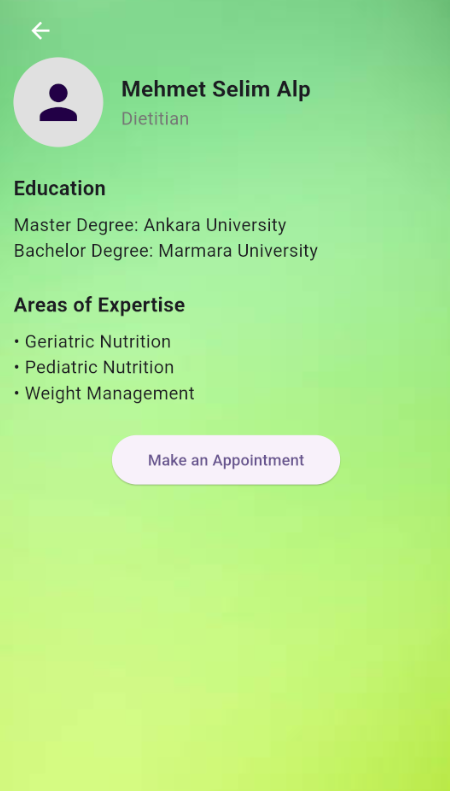 Mehmet Selim Alp
Dietitian
Education
Master Degree: Ankara University
Bachelor Degree: Marmara University
Areas of Expertise
• Geriatric Nutrition
• Pediatric Nutrition
• Weight Management
Make an Appointment